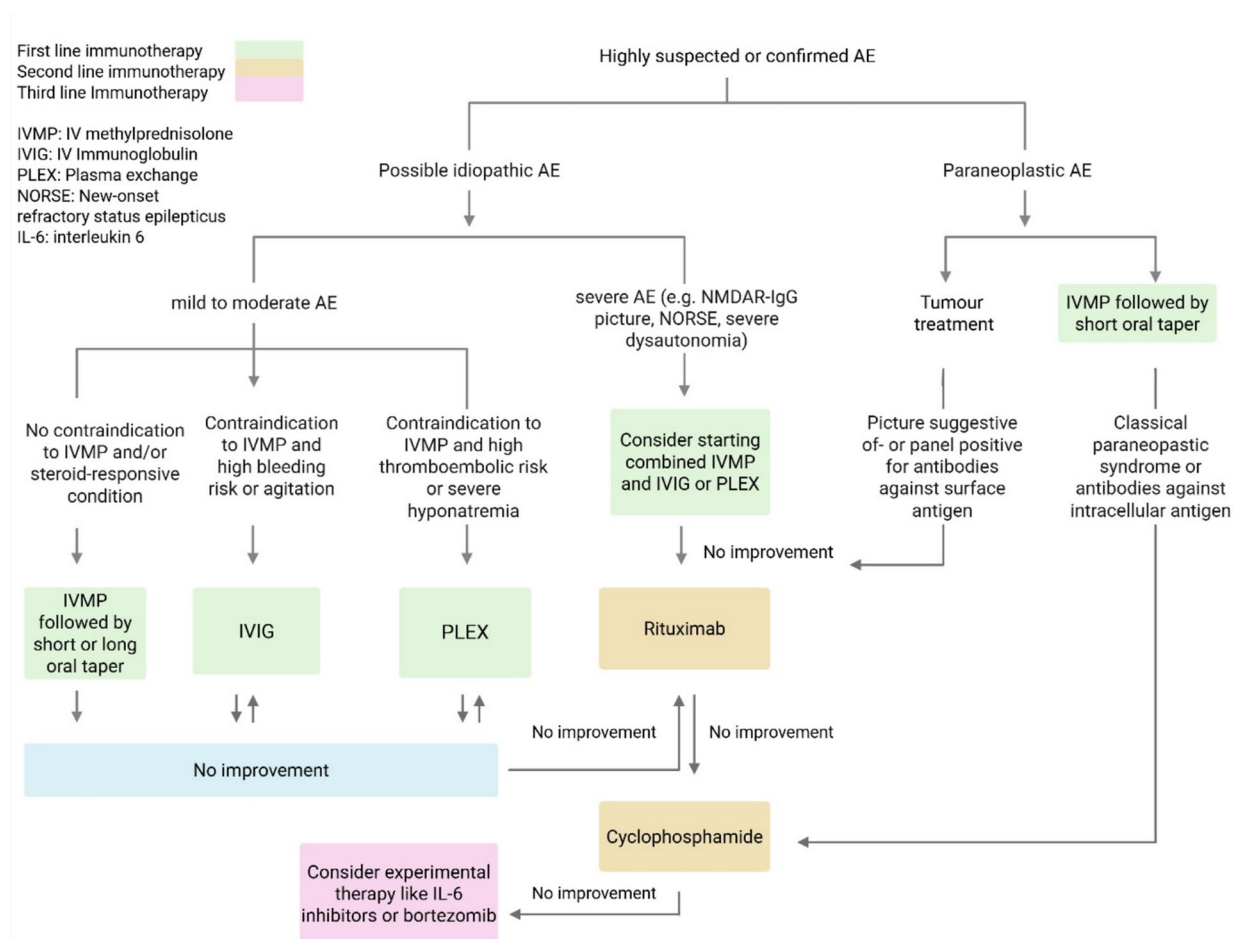 First line immunotherapy
Second line immunotherapy
Third line Immunotherapy
IVMP: IV methylprednisolone
IVIG: IV Immunoglobulin
PLEX: Plasma exchange
NORSE: New-onset
refractory status epilepticus
IL-6: interleukin 6
Highly suspected or confirmed AE
Possible idiopathic AE
Paraneoplastic AE
mild to moderate AE
severe AE (e.g. NMDAR-IgG
picture, NORSE, severe
dysautonomia)
Tumour
treatment
IVMP followed by
short oral taper
No contraindication
to IVMP and/or
steroid-responsive
condition
Contraindication
to IVMP and
high bleeding
risk or agitation
Contraindication to
IVMP and high
thromboembolic risk
or severe
hyponatremia
Consider starting
combined IVMP
and IVIG or PLEX
Picture suggestive
of- or panel positive
for antibodies
against surface
antigen
Classical
paraneopastic
syndrome or
antibodies against
intracellular antigen
No improvement
IVMP
followed by
short or long
oral taper
IVIG
PLEX
Rituximab
No improvement
No improvement
No improvement
Cyclophosphamide
Consider experimental
therapy like IL-6
inhibitors or bortezomib
No improvement